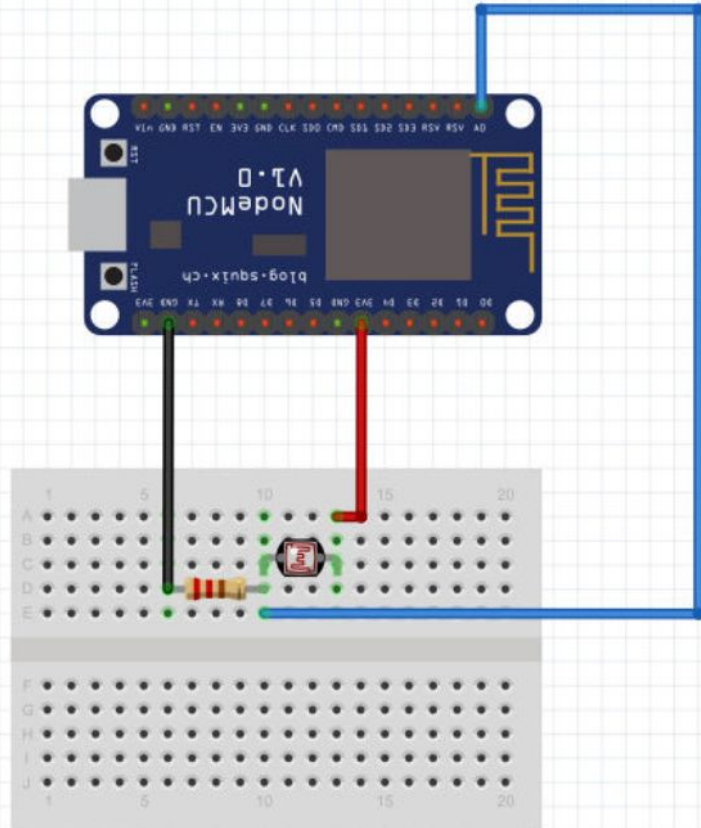 Vin GND RST EN 3V3 GND CLK SD0 CMD SD1 SD2 SD3 RSV RSV A0
RST
NodeMCU
V1.0
FLASH
blog.squix.ch
3V3 GND TX RX D8 D7 D6 D5 GND 3V3 D4 D3 D2 D1 D0
1 5 10 15 20
A
B
C
D
E
F
G
H
I
J
1 5 10 15 20